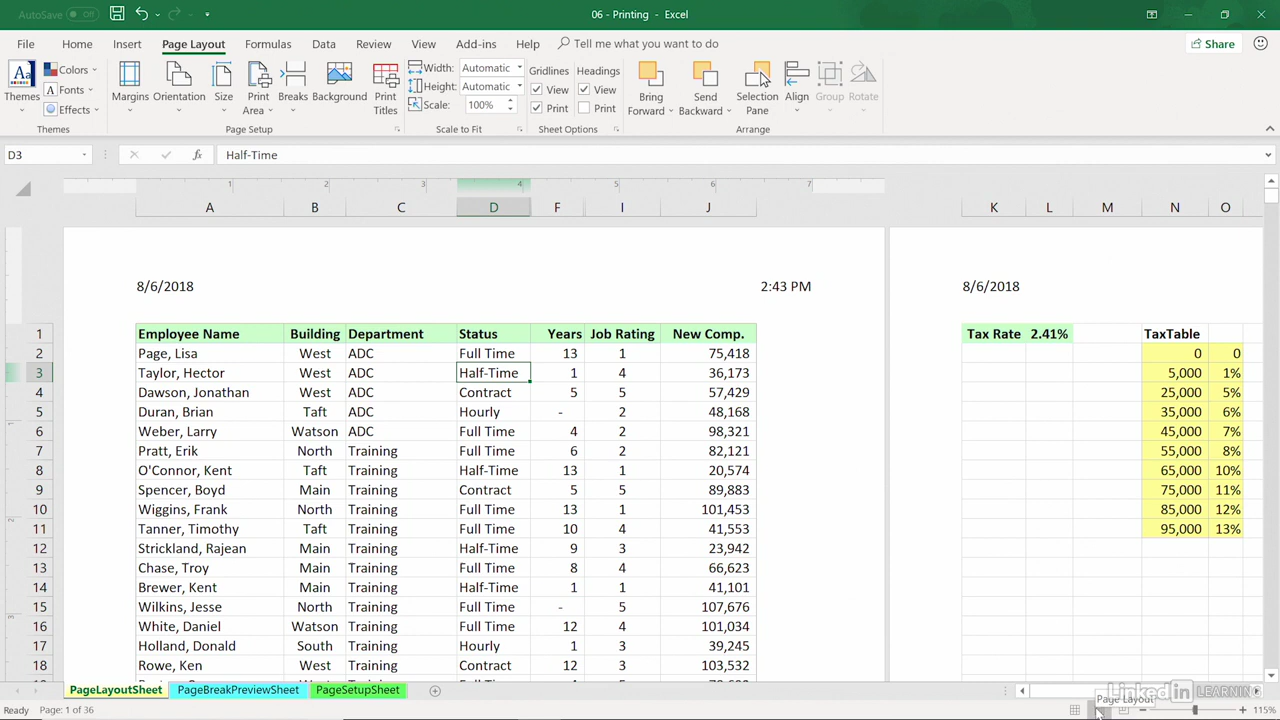 AutoSave Off 06 - Printing - Excel
File Home Insert Page Layout Formulas Data Review View Add-ins Help Tell me what you want to do Share
Themes Colors Fonts Effects Margins Orientation Size Print Area Breaks Background Print Titles Width: Automatic Height: Automatic Scale: 100% Gridlines View Print Headings View Print Bring Forward Send Backward Selection Pane Align Group Rotate
Themes Page Setup Scale to Fit Sheet Options Arrange
D3 fx Half-Time
1 2 3 4 5 6 7
A B C D F I J K L M N O
8/6/2018 2:43 PM 8/6/2018
1 Employee Name Building Department Status Years Job Rating New Comp. Tax Rate 2.41% TaxTable
2 Page, Lisa West ADC Full Time 13 1 75,418 0 0
3 Taylor, Hector West ADC Half-Time 1 4 36,173 5,000 1%
4 Dawson, Jonathan West ADC Contract 5 5 57,429 25,000 5%
5 Duran, Brian Taft ADC Hourly - 2 48,168 35,000 6%
6 Weber, Larry Watson ADC Full Time 4 2 98,321 45,000 7%
7 Pratt, Erik North Training Full Time 6 2 82,121 55,000 8%
8 O'Connor, Kent Taft Training Half-Time 13 1 20,574 65,000 10%
9 Spencer, Boyd Main Training Contract 5 5 89,883 75,000 11%
10 Wiggins, Frank North Training Full Time 13 1 101,453 85,000 12%
11 Tanner, Timothy Taft Training Full Time 10 4 41,553 95,000 13%
12 Strickland, Rajean Main Training Half-Time 9 3 23,942
13 Chase, Troy Main Training Full Time 8 4 66,623
14 Brewer, Kent Main Training Half-Time 1 1 41,101
15 Wilkins, Jesse North Training Full Time - 5 107,676
16 White, Daniel Watson Training Full Time 12 4 101,034
17 Holland, Donald South Training Hourly 1 3 39,245
18 Rowe, Ken West Training Contract 12 3 103,532
PageLayoutSheet PageBreakPreviewSheet PageSetupSheet
Page Layout
LinkedIn LEARNING
Ready Page: 1 of 36 115%